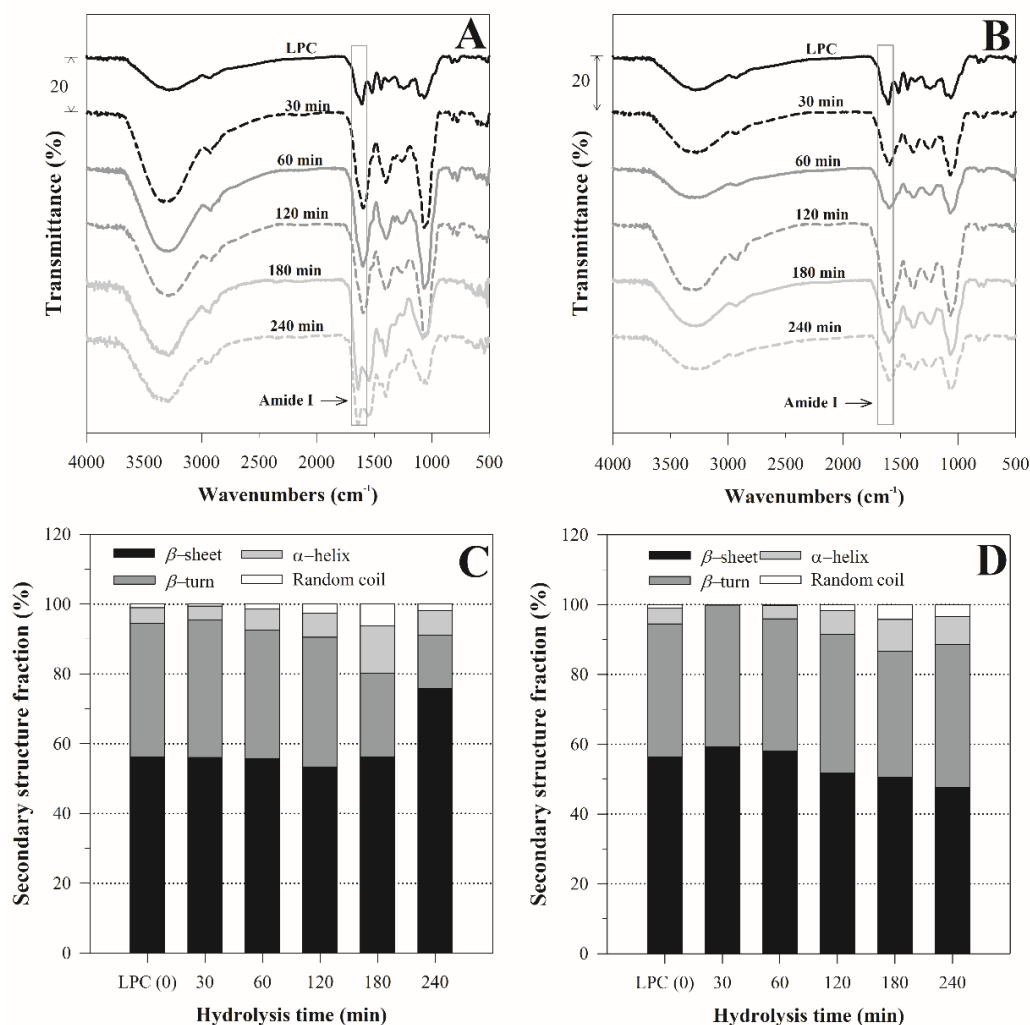 A
LPC
20
30 min
60 min
120 min
180 min
240 min
Amide I
Transmittance (%)
4000 3500 3000 2500 2000 1500 1000 500
Wavenumbers (cm⁻¹)
B
LPC
20
30 min
60 min
120 min
180 min
240 min
Amide I
Transmittance (%)
4000 3500 3000 2500 2000 1500 1000 500
Wavenumbers (cm⁻¹)
C
β–sheet α–helix
β–turn Random coil
Secondary structure fraction (%)
120
100
80
60
40
20
0
LPC (0) 30 60 120 180 240
Hydrolysis time (min)
D
β–sheet α–helix
β–turn Random coil
Secondary structure fraction (%)
120
100
80
60
40
20
0
LPC (0) 30 60 120 180 240
Hydrolysis time (min)